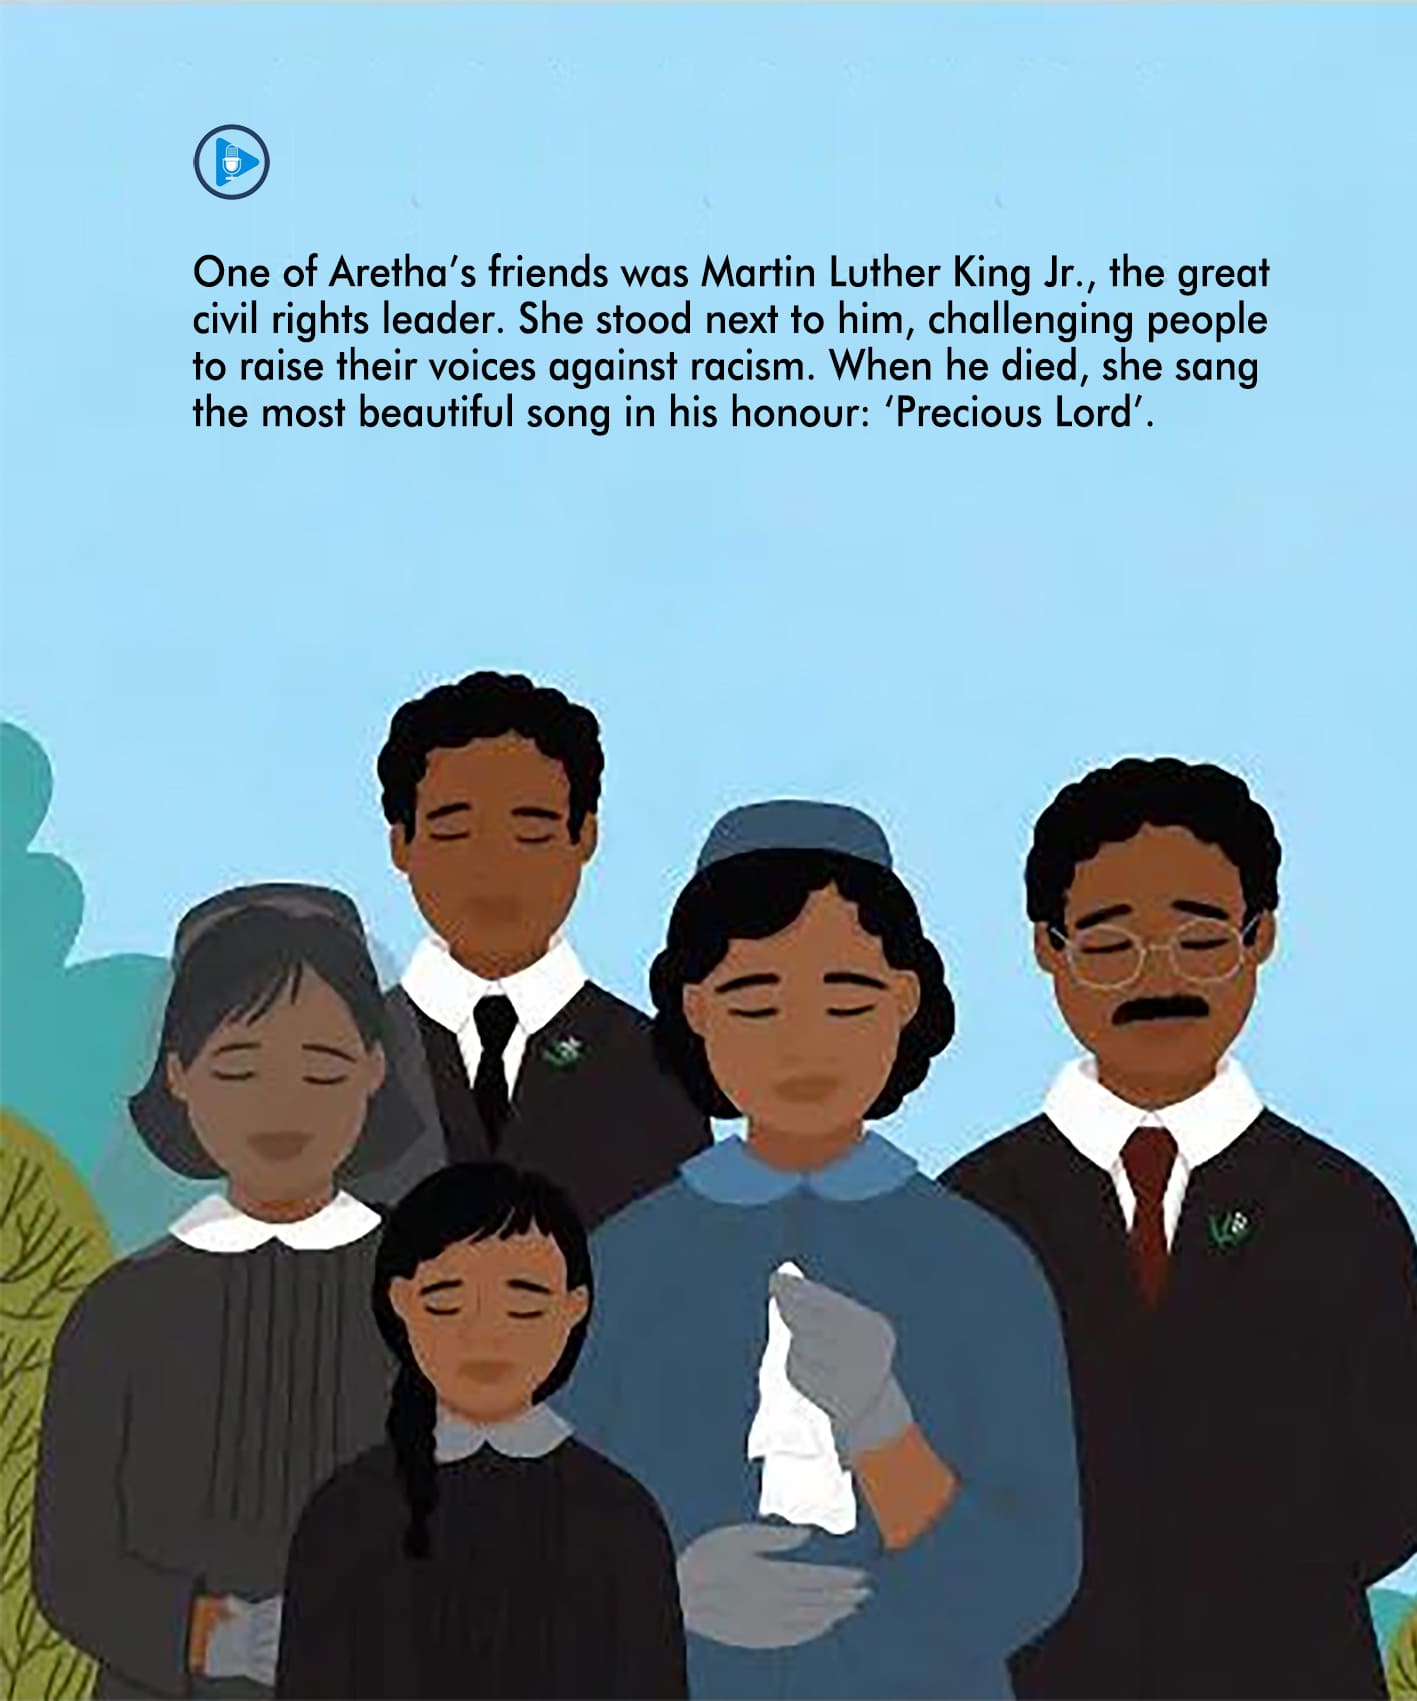 One of Aretha’s friends was Martin Luther King Jr., the great
civil rights leader. She stood next to him, challenging people
to raise their voices against racism. When he died, she sang
the most beautiful song in his honour: ‘Precious Lord’.